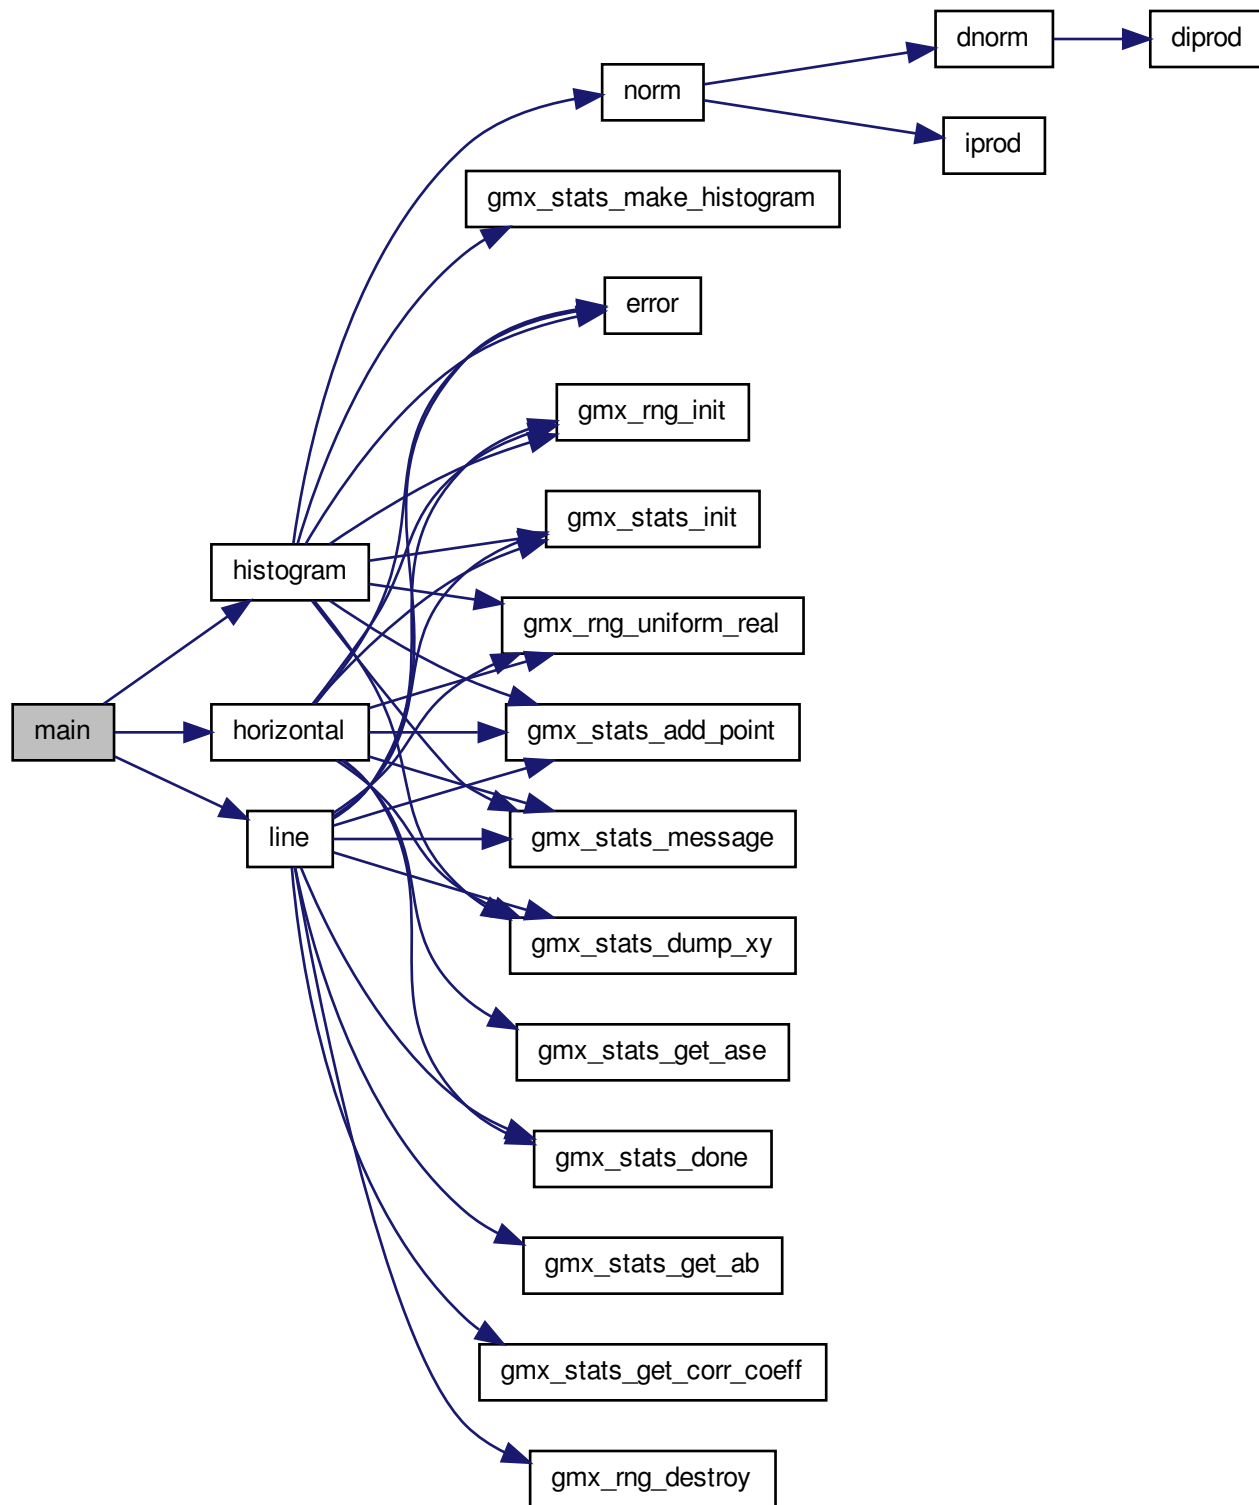 dnorm
diprod
norm
iprod
gmx_stats_make_histogram
error
gmx_rng_init
gmx_stats_init
histogram
gmx_rng_uniform_real
main
horizontal
gmx_stats_add_point
line
gmx_stats_message
gmx_stats_dump_xy
gmx_stats_get_ase
gmx_stats_done
gmx_stats_get_ab
gmx_stats_get_corr_coeff
gmx_rng_destroy